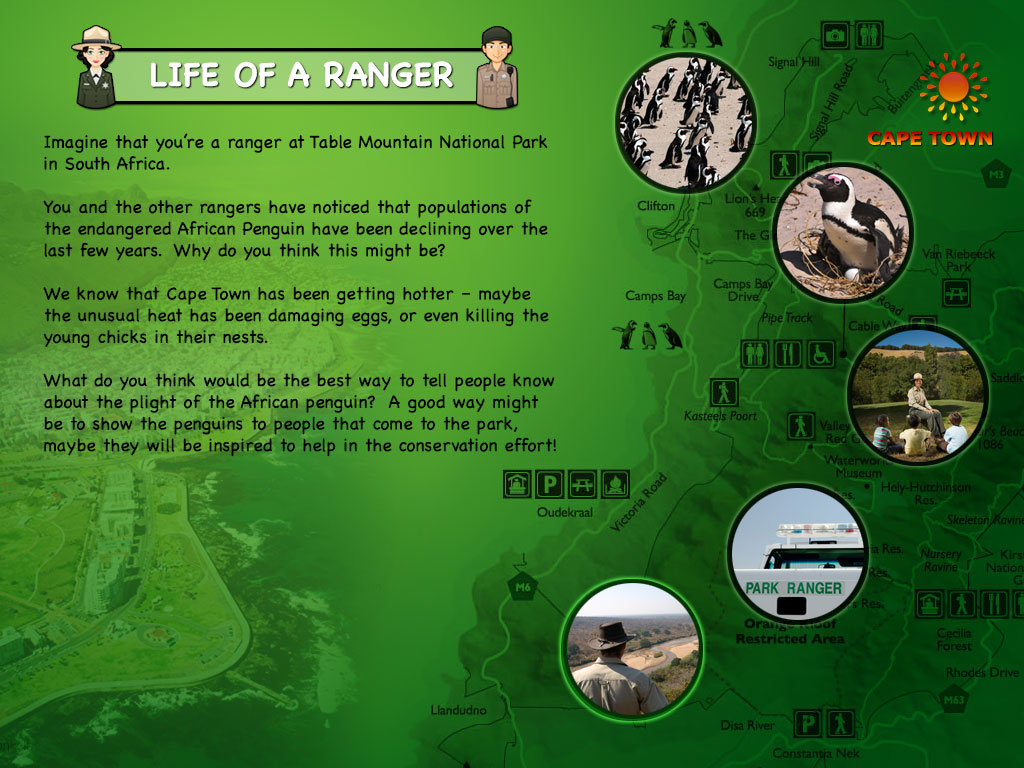 LIFE OF A RANGER
Imagine that you're a ranger at Table Mountain National Park
in South Africa.
You and the other rangers have noticed that populations of
the endangered African Penguin have been declining over the
last few years.  Why do you think this might be?
We know that Cape Town has been getting hotter – maybe
the unusual heat has been damaging eggs, or even killing the
young chicks in their nests.
What do you think would be the best way to tell people know
about the plight of the African penguin?  A good way might
be to show the penguins to people that come to the park,
maybe they will be inspired to help in the conservation effort!
Signal Hill
Signal Hill Road
CAPE TOWN
M3
Clifton
Lion's
669
Van Riebeeck
Park
Camps Bay
Camps Bay
Drive
Road
Pipe Track
Cable
Kasteels Poort
Valley
Red
1086
Museum
Hely-Hutchinson
Res.
Res.
Skeleton
Oudekraal
P
Victoria Road
Res.
Nursery
Ravine
Res.
PARK RANGER
Res.
Restricted Area
M6
Cecilia
Forest
Rhodes Drive
M63
Llandudno
Disa River
P
Constantia Nek